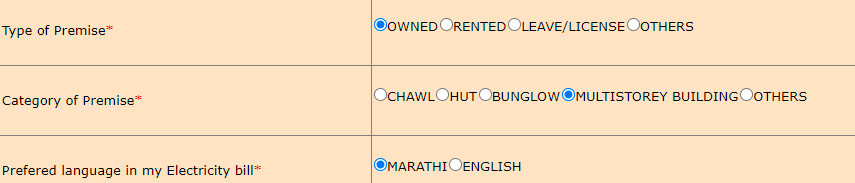 Type of Premise* OWNED RENTED LEAVE/LICENSE OTHERS
Category of Premise* CHAWL HUT BUNGLOW MULTISTOREY BUILDING OTHERS
Prefered language in my Electricity bill* MARATHI ENGLISH